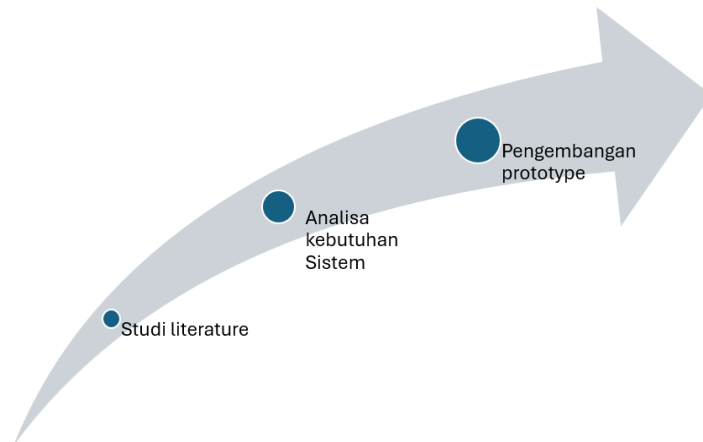 Pengembangan
prototype
Analisa
kebutuhan
Sistem
Studi literature